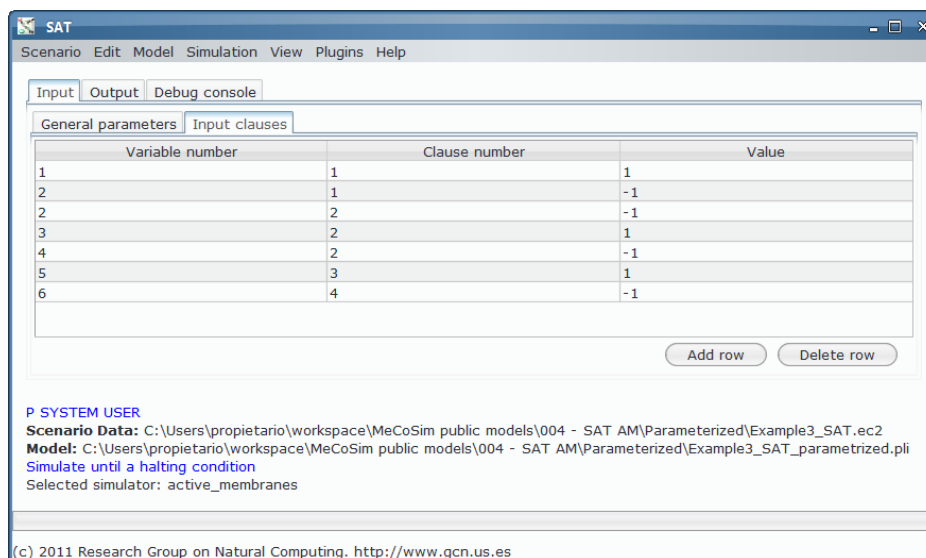 SAT
Scenario Edit Model Simulation View Plugins Help
Input Output Debug console
General parameters Input clauses
Variable number Clause number Value
1 1 1
2 1 -1
2 2 -1
3 2 1
4 2 -1
5 3 1
6 4 -1
Add row Delete row
P SYSTEM USER
Scenario Data: C:\Users\propietario\workspace\MeCoSim public models\004 - SAT AM\Parameterized\Example3_SAT.ec2
Model: C:\Users\propietario\workspace\MeCoSim public models\004 - SAT AM\Parameterized\Example3_SAT_parametrized.pli
Simulate until a halting condition
Selected simulator: active_membranes
(c) 2011 Research Group on Natural Computing. http://www.gcn.us.es